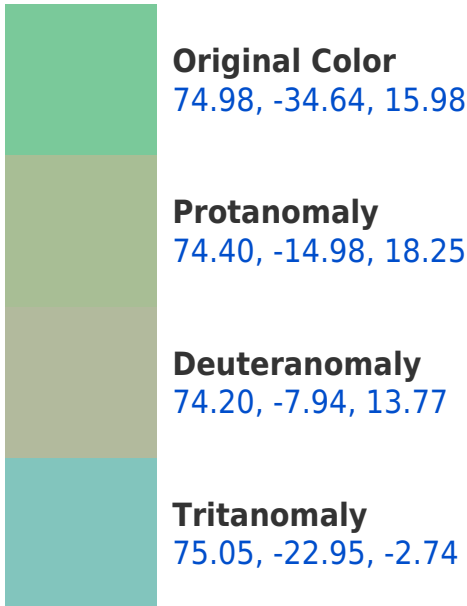 Original Color
74.98, -34.64, 15.98
Protanomaly
74.40, -14.98, 18.25
Deuteranomaly
74.20, -7.94, 13.77
Tritanomaly
75.05, -22.95, -2.74